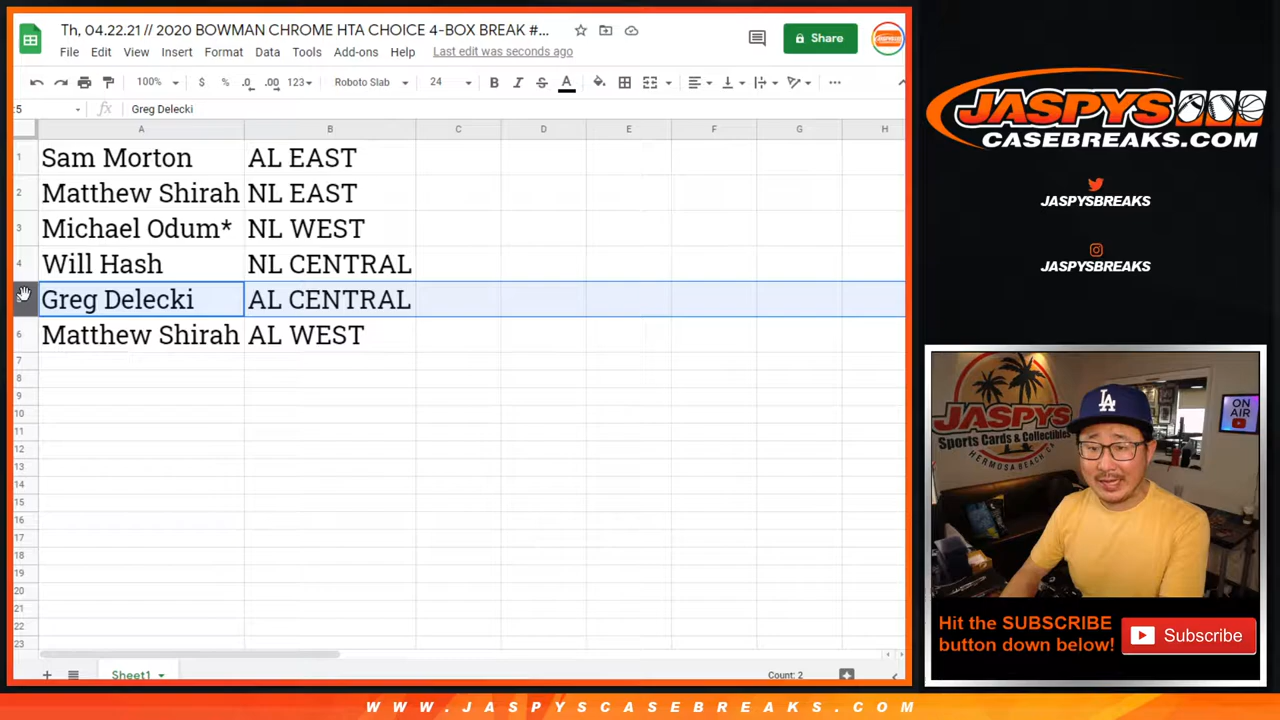 Th, 04.22.21 // 2020 BOWMAN CHROME HTA CHOICE 4-BOX BREAK #...
File Edit View Insert Format Data Tools Add-ons Help Last edit was seconds ago
Share
100% $ % .0 .00 123 Roboto Slab 24 B I S A
:5 fx Greg Delecki
A B C D E F G H
1 Sam Morton AL EAST
2 Matthew Shirah NL EAST
3 Michael Odum* NL WEST
4 Will Hash NL CENTRAL
Greg Delecki AL CENTRAL
6 Matthew Shirah AL WEST
7
8
9
10
11
12
13
14
15
16
17
18
19
20
21
22
23
Sheet1 Count: 2
JASPYS
CASEBREAKS.COM
JASPYSBREAKS
JASPYSBREAKS
JASPYS
Sports Cards & Collectibles
HERMOSA BEACH, CA
LA
ON
AIR
Hit the SUBSCRIBE
button down below!
Subscribe
WWW.JASPYSCASEBREAKS.COM